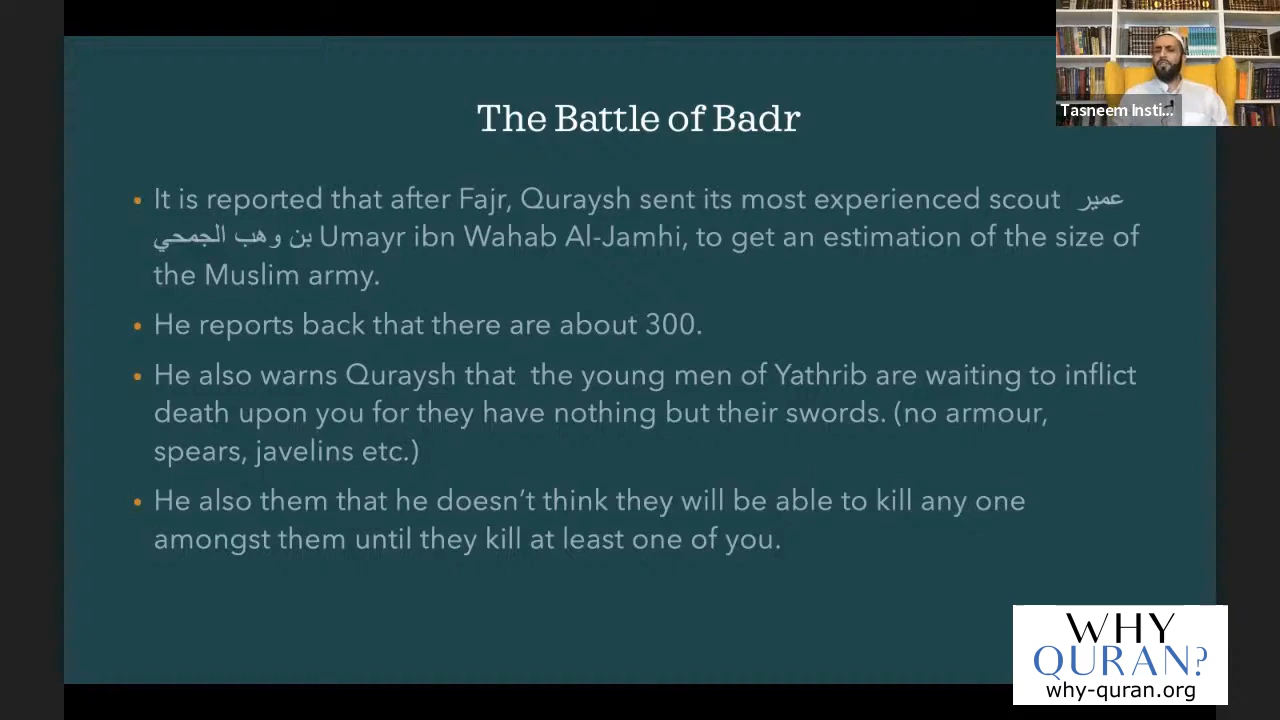 Tasneem Insti...
The Battle of Badr
• It is reported that after Fajr, Quraysh sent its most experienced scout عمير
بن وهب الجمحي Umayr ibn Wahab Al-Jamhi, to get an estimation of the size of
the Muslim army.
• He reports back that there are about 300.
• He also warns Quraysh that the young men of Yathrib are waiting to inflict
death upon you for they have nothing but their swords. (no armour,
spears, javelins etc.)
• He also them that he doesn’t think they will be able to kill any one
amongst them until they kill at least one of you.
WHY
QURAN?
why-quran.org